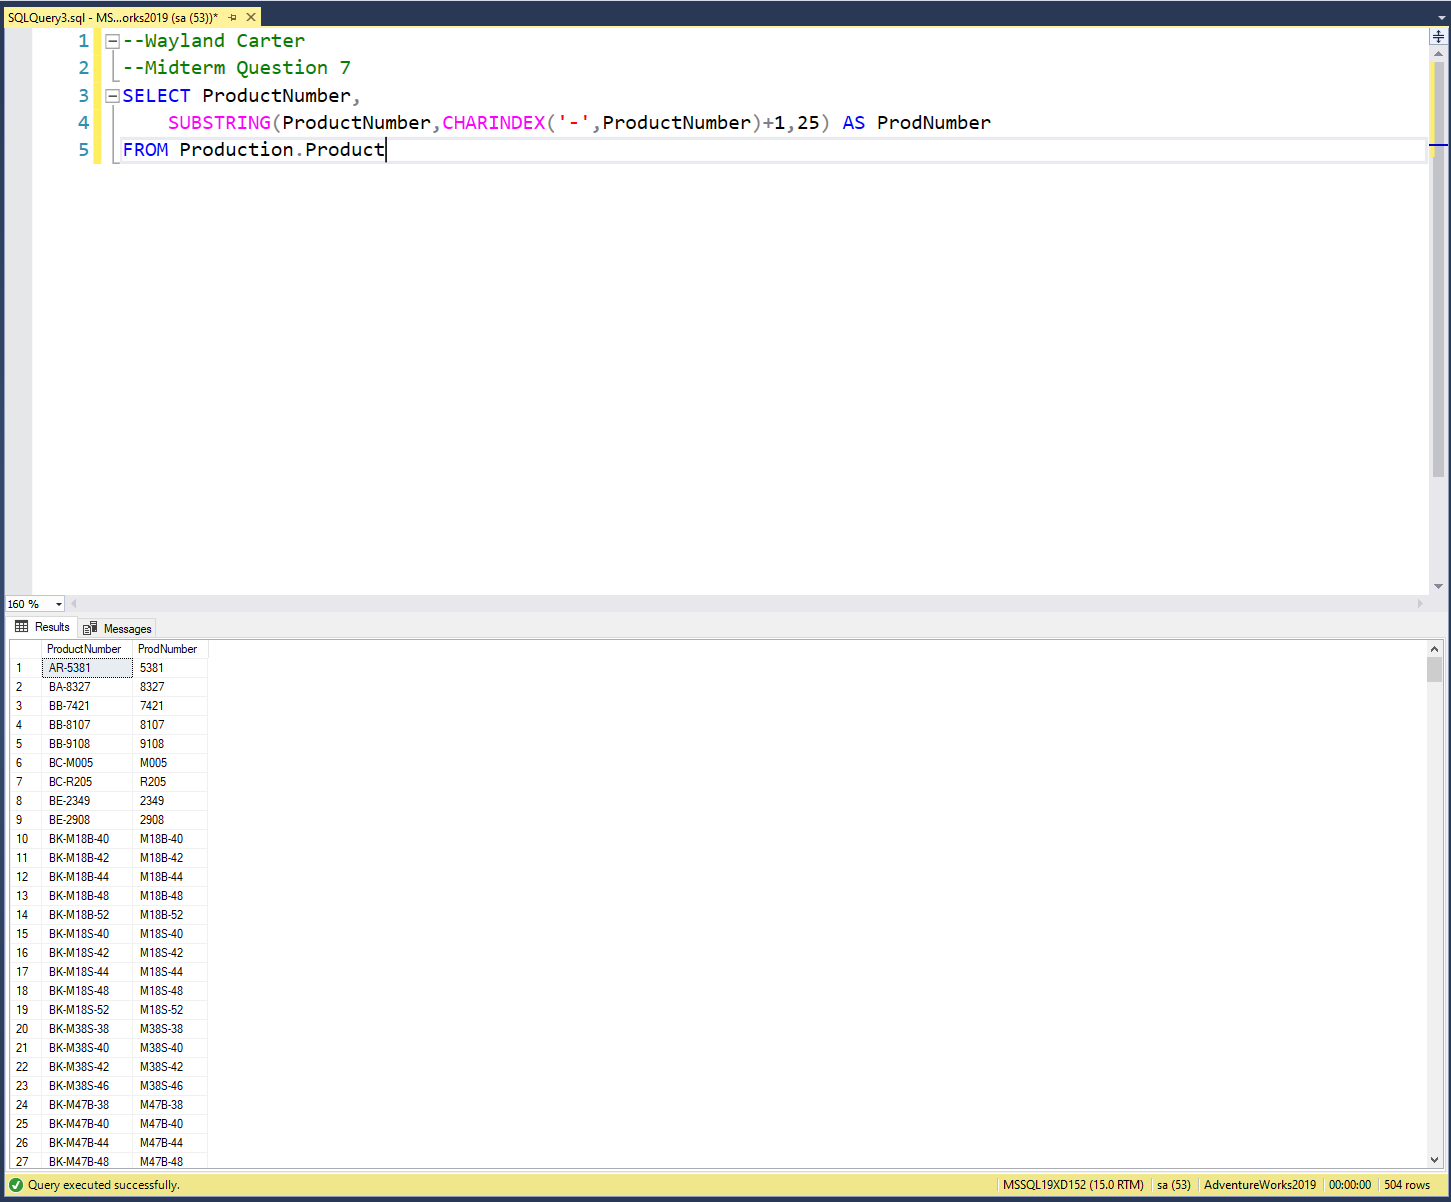 SQLQuery3.sql - MS...orks2019 (sa (53))*
1 --Wayland Carter
2 --Midterm Question 7
3 SELECT ProductNumber,
4 SUBSTRING(ProductNumber,CHARINDEX('-',ProductNumber)+1,25) AS ProdNumber
5 FROM Production.Product
160 %
Results Messages
ProductNumber ProdNumber
1 AR-5381 5381
2 BA-8327 8327
3 BB-7421 7421
4 BB-8107 8107
5 BB-9108 9108
6 BC-M005 M005
7 BC-R205 R205
8 BE-2349 2349
9 BE-2908 2908
10 BK-M18B-40 M18B-40
11 BK-M18B-42 M18B-42
12 BK-M18B-44 M18B-44
13 BK-M18B-48 M18B-48
14 BK-M18B-52 M18B-52
15 BK-M18S-40 M18S-40
16 BK-M18S-42 M18S-42
17 BK-M18S-44 M18S-44
18 BK-M18S-48 M18S-48
19 BK-M18S-52 M18S-52
20 BK-M38S-38 M38S-38
21 BK-M38S-40 M38S-40
22 BK-M38S-42 M38S-42
23 BK-M38S-46 M38S-46
24 BK-M47B-38 M47B-38
25 BK-M47B-40 M47B-40
26 BK-M47B-44 M47B-44
27 BK-M47B-48 M47B-48
Query executed successfully. MSSQL19XD152 (15.0 RTM) sa (53) AdventureWorks2019 00:00:00 504 rows